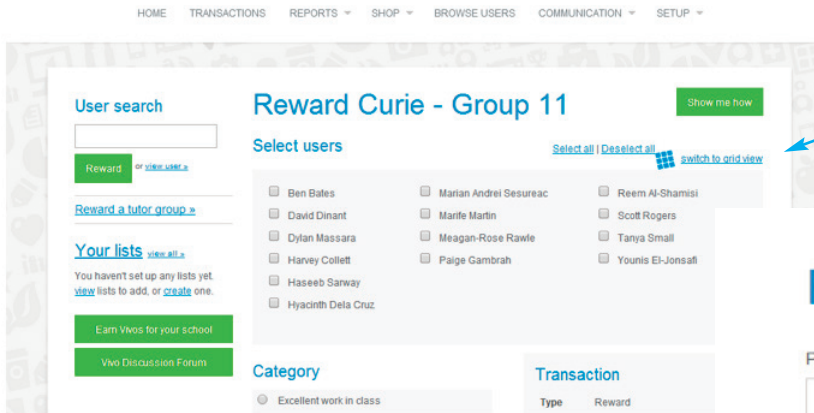 HOME TRANSACTIONS REPORTS SHOP BROWSE USERS COMMUNICATION SETUP
User search
Reward or view user »
Reward a tutor group »
Your lists view all »
You haven't set up any lists yet.
view lists to add, or create one.
Earn Vivos for your school
Vivo Discussion Forum
Reward Curie - Group 11
Show me how
Select users
Select all | Deselect all
switch to grid view
Ben Bates Marian Andrei Sesureac Reem Al-Shamisi
David Dinant Marife Martin Scott Rogers
Dylan Massara Meagan-Rose Rawle Tanya Small
Harvey Collett Paige Gambrah Younis El-Jonsafi
Haseeb Sarway
Hyacinth Dela Cruz
Category
Excellent work in class
Transaction
Type Reward